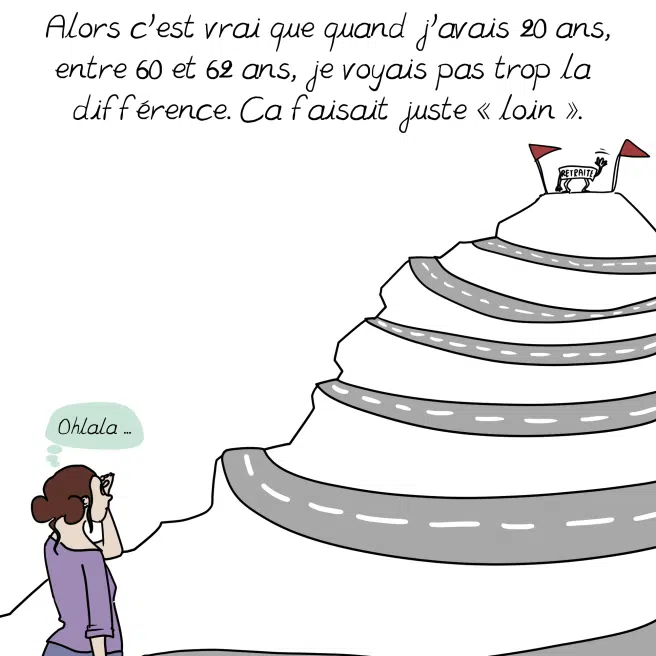 Alors c'est vrai que quand j'avais 20 ans,
entre 60 et 62 ans, je voyais pas trop la
différence. Ca faisait juste « loin ».
RETRAITE
Ohlala ...